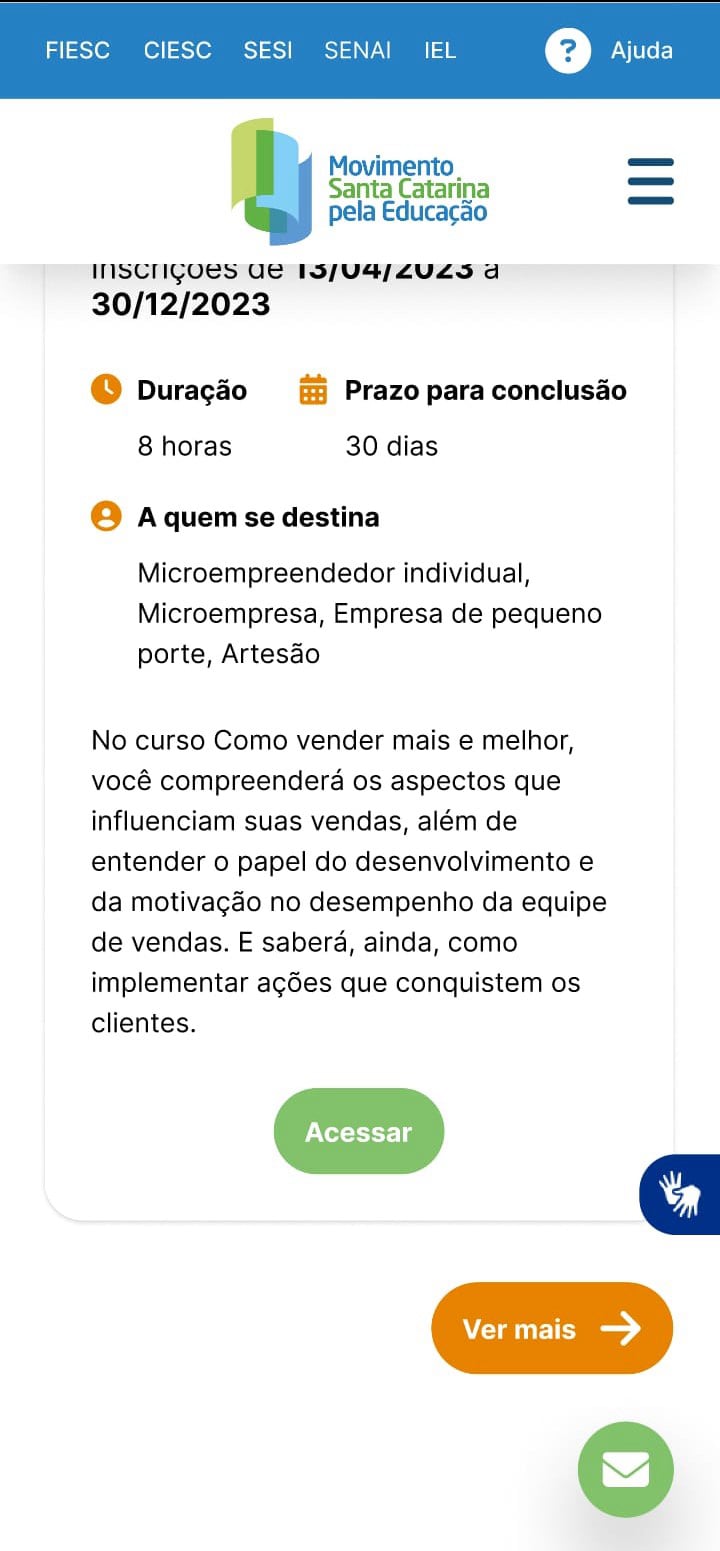 FIESC CIESC SESI SENAI IEL ? Ajuda
Movimento
Santa Catarina
pela Educação
Inscrições de 13/04/2023 a
30/12/2023
Duração Prazo para conclusão
8 horas 30 dias
A quem se destina
Microempreendedor individual,
Microempresa, Empresa de pequeno
porte, Artesão
No curso Como vender mais e melhor,
você compreenderá os aspectos que
influenciam suas vendas, além de
entender o papel do desenvolvimento e
da motivação no desempenho da equipe
de vendas. E saberá, ainda, como
implementar ações que conquistem os
clientes.
Acessar
Ver mais